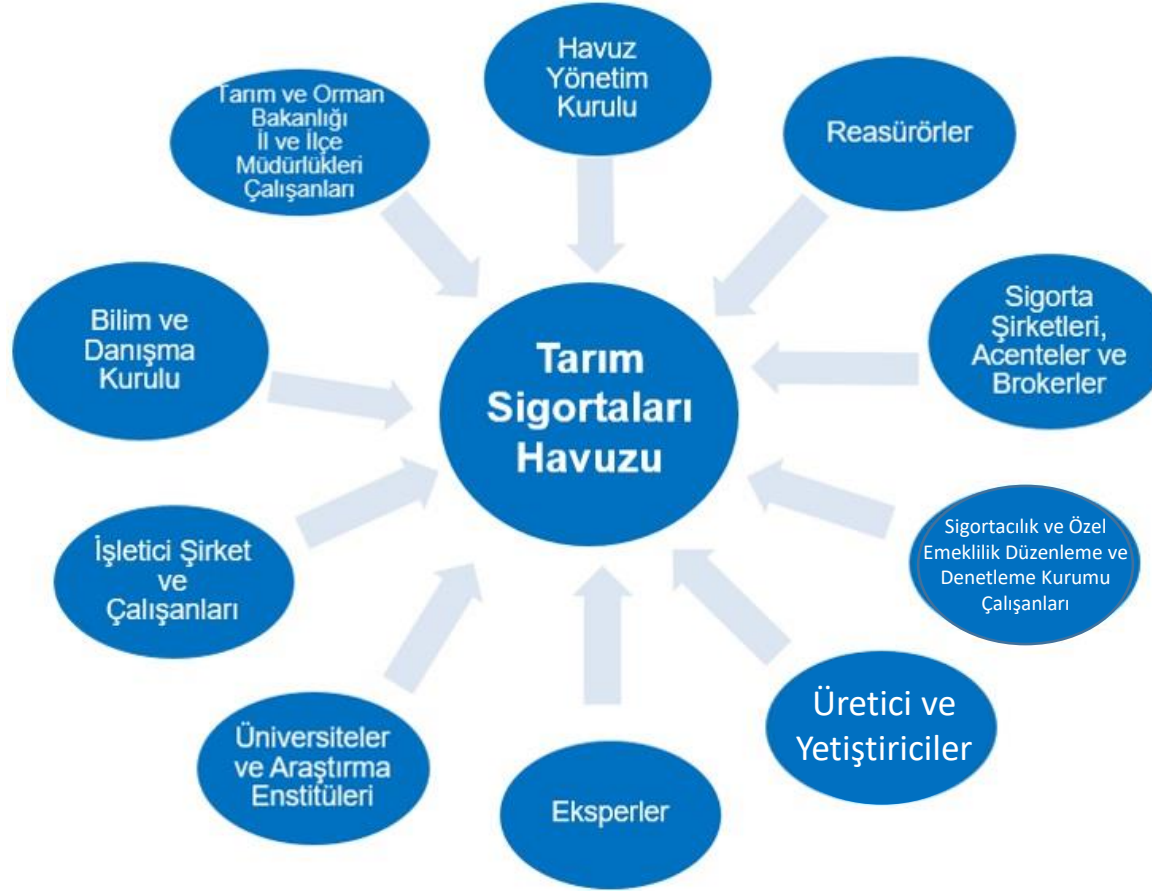 Havuz
Yönetim
Kurulu
Reasürörler
Sigorta
Şirketleri,
Acenteler ve
Brokerler
Sigortacılık ve Özel
Emeklilik Düzenleme ve
Denetleme Kurumu
Çalışanları
Üretici ve
Yetiştiriciler
Eksperler
Üniversiteler
ve Araştırma
Enstitüleri
İşletici Şirket
ve
Çalışanları
Bilim ve
Danışma
Kurulu
Tarım ve Orman
Bakanlığı
İl ve İlçe
Müdürlükleri
Çalışanları
Tarım
Sigortaları
Havuzu